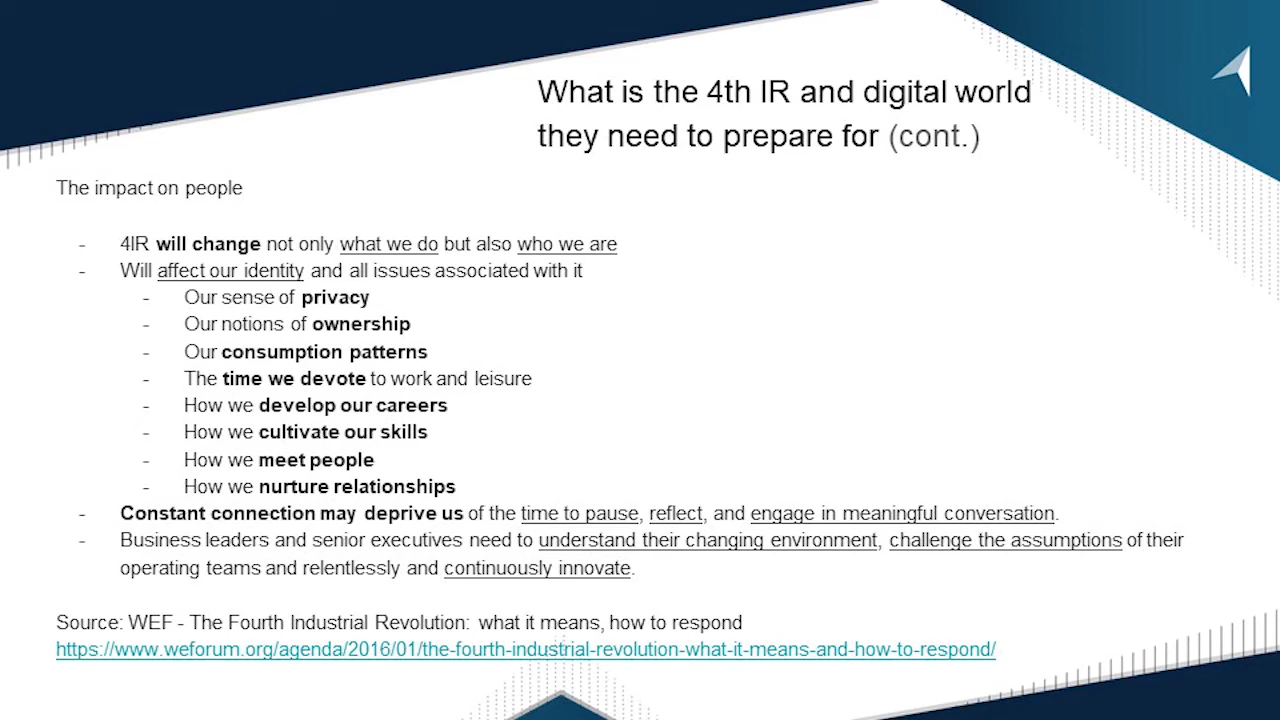 What is the 4th IR and digital world
they need to prepare for (cont.)
The impact on people
- 4IR will change not only what we do but also who we are
- Will affect our identity and all issues associated with it
- Our sense of privacy
- Our notions of ownership
- Our consumption patterns
- The time we devote to work and leisure
- How we develop our careers
- How we cultivate our skills
- How we meet people
- How we nurture relationships
- Constant connection may deprive us of the time to pause, reflect, and engage in meaningful conversation.
- Business leaders and senior executives need to understand their changing environment, challenge the assumptions of their
operating teams and relentlessly and continuously innovate.
Source: WEF - The Fourth Industrial Revolution: what it means, how to respond
https://www.weforum.org/agenda/2016/01/the-fourth-industrial-revolution-what-it-means-and-how-to-respond/